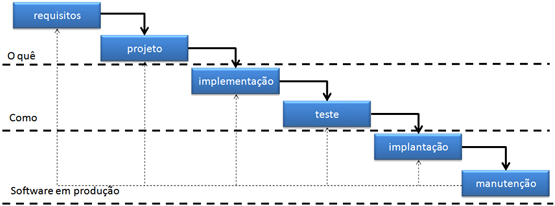 requisitos
projeto
O quê
implementação
teste
Como
implantação
manutenção
Software em produção